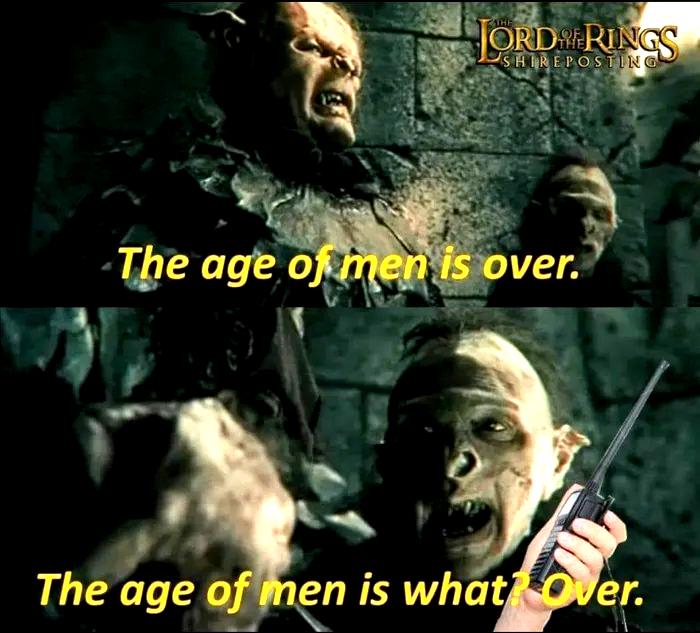 THE LORD OF THE RINGS
SHIREPOSTING
The age of men is over.
The age of men is what? Over.